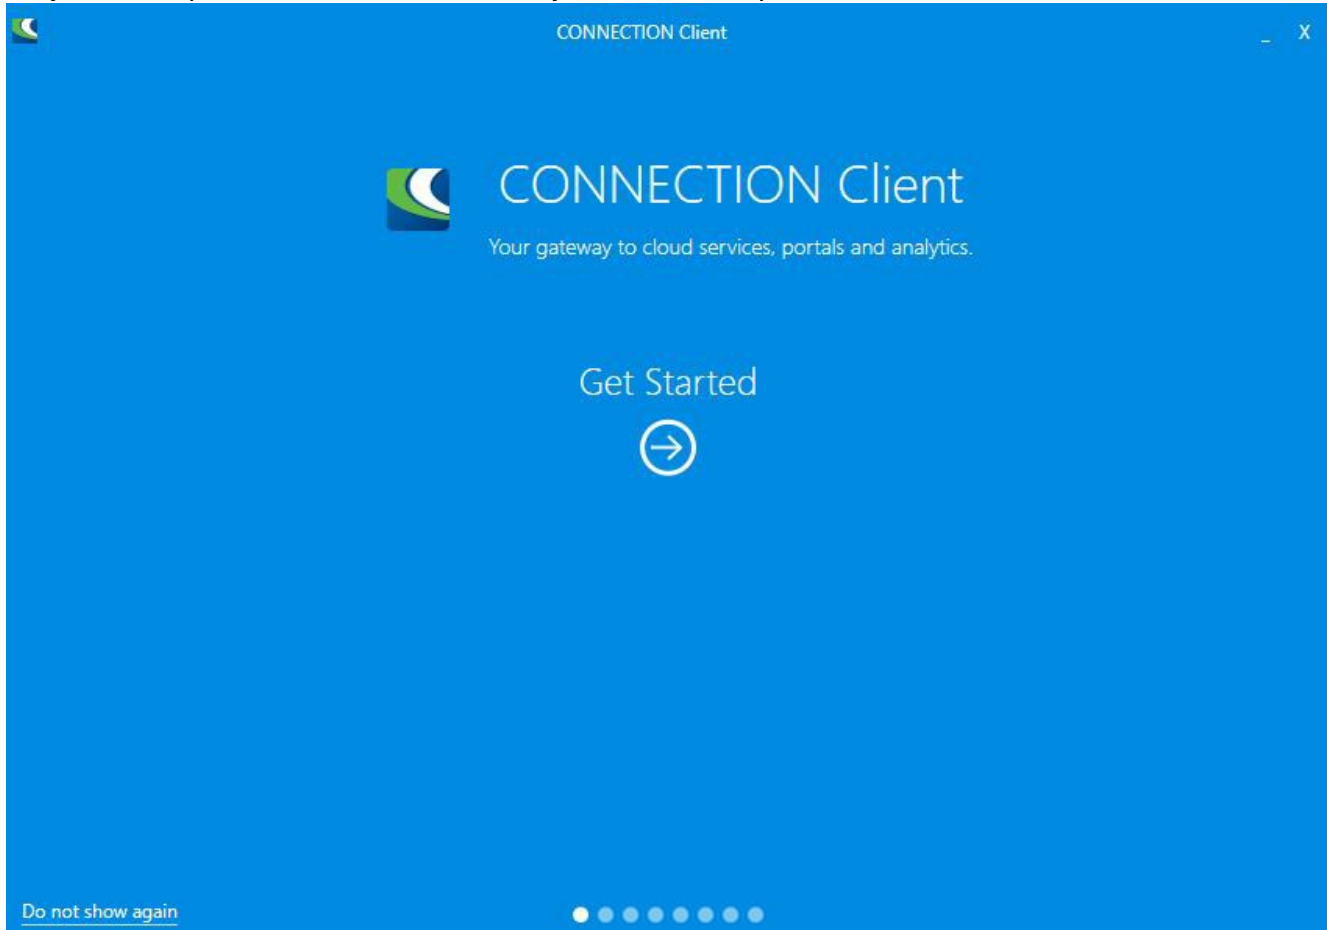 CONNECTION Client
_ X
CONNECTION Client
Your gateway to cloud services, portals and analytics.
Get Started
Do not show again